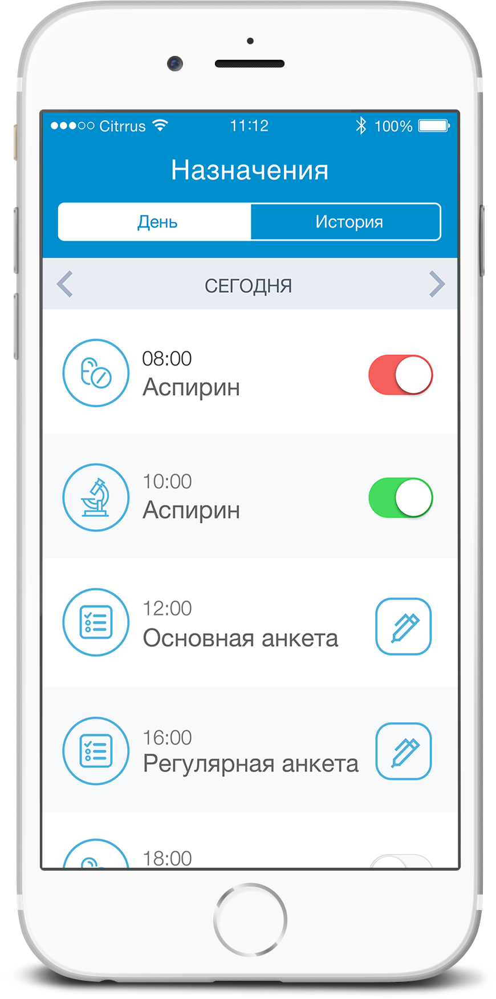 Citrrus 11:12 100%
Назначения
День История
СЕГОДНЯ
08:00
Аспирин
10:00
Аспирин
12:00
Основная анкета
16:00
Регулярная анкета
18:00